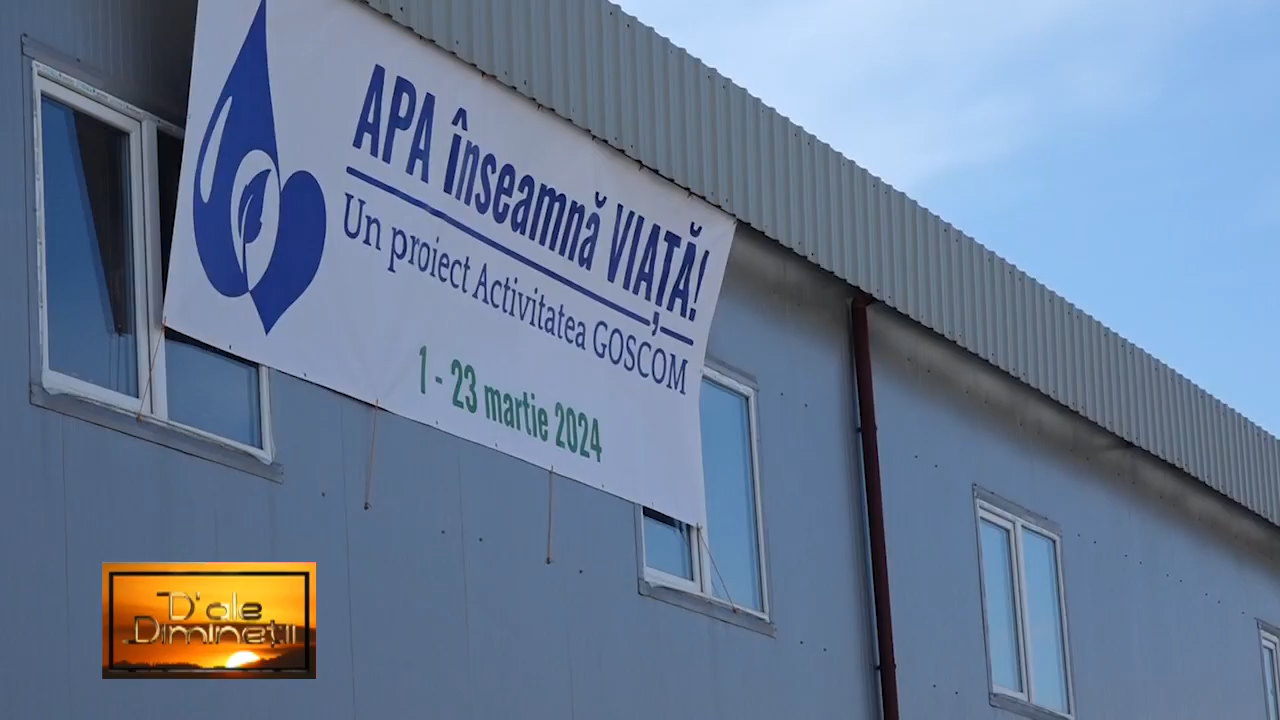 APA înseamnă VIAȚĂ!
Un proiect Activitatea GOSCOM
1 - 23 martie 2024
D'ale
Dimineții